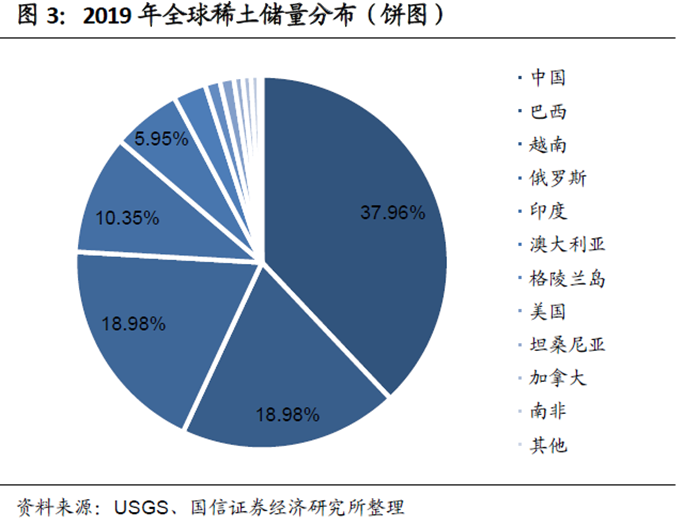 图 3：2019 年全球稀土储量分布（饼图）
37.96%
18.98%
18.98%
10.35%
5.95%
中国
巴西
越南
俄罗斯
印度
澳大利亚
格陵兰岛
美国
坦桑尼亚
加拿大
南非
其他
资料来源：USGS、国信证券经济研究所整理